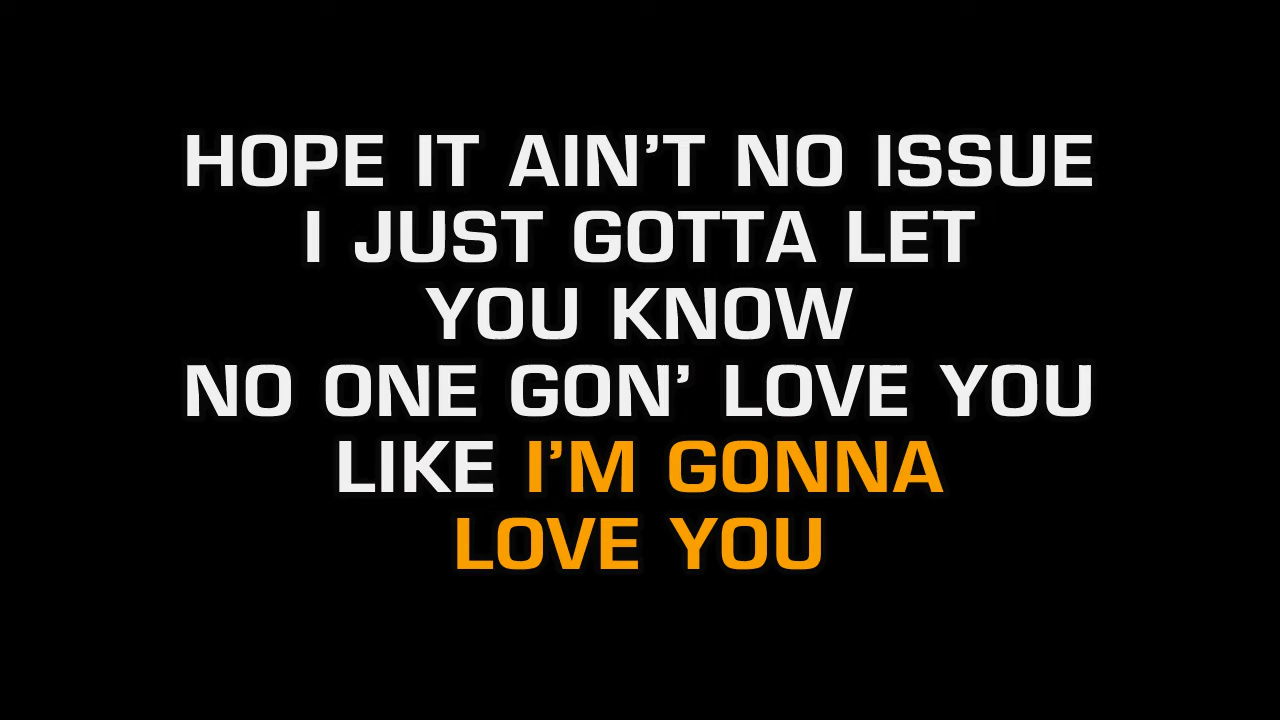 HOPE IT AIN’T NO ISSUE
I JUST GOTTA LET
YOU KNOW
NO ONE GON’ LOVE YOU
LIKE I’M GONNA
LOVE YOU